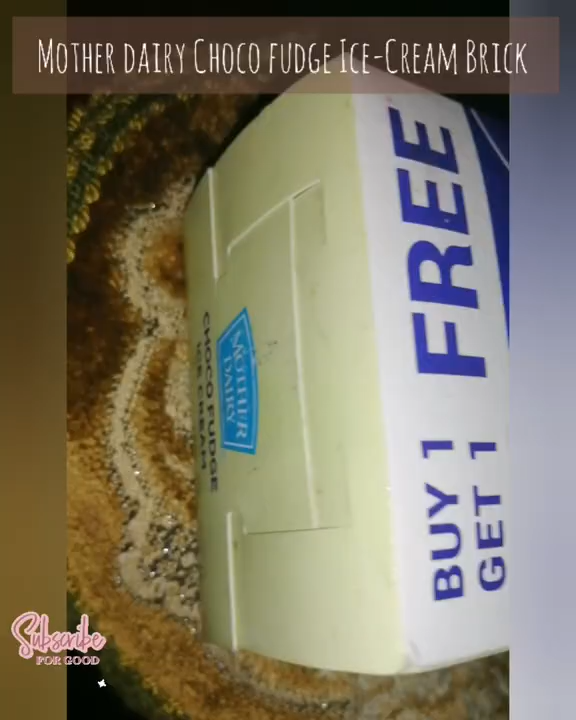 Mother dairy Choco fudge Ice-Cream Brick
BUY 1
GET 1
FREE
MOTHER
DAIRY
CHOCO FUDGE
ICE CREAM
Subscribe
FOR GOOD